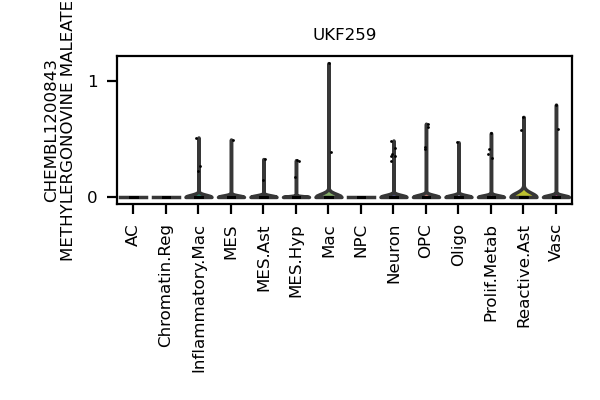 UKF259
CHEMBL1200843
METHYLERGONOVINE MALEATE
1
0
AC
Chromatin.Reg
Inflammatory.Mac
MES
MES.Ast
MES.Hyp
Mac
NPC
Neuron
OPC
Oligo
Prolif.Metab
Reactive.Ast
Vasc